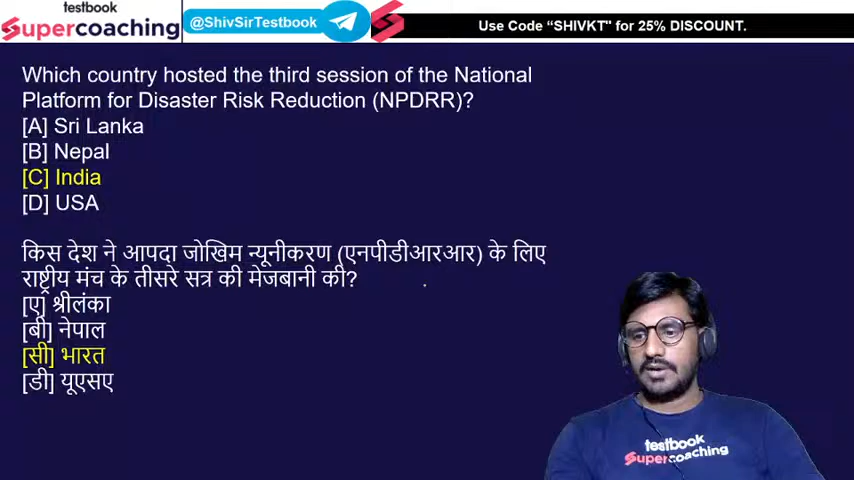 testbook
Supercoaching
@ShivSirTestbook
Use Code “SHIVKT" for 25% DISCOUNT.
Which country hosted the third session of the National
Platform for Disaster Risk Reduction (NPDRR)?
[A] Sri Lanka
[B] Nepal
[C] India
[D] USA
किस देश ने आपदा जोखिम न्यूनीकरण (एनपीडीआरआर) के लिए
राष्ट्रीय मंच के तीसरे सत्र की मेजबानी की?
[ए] श्रीलंका
[बी] नेपाल
[सी] भारत
[डी] यूएसए
testbook
Supercoaching